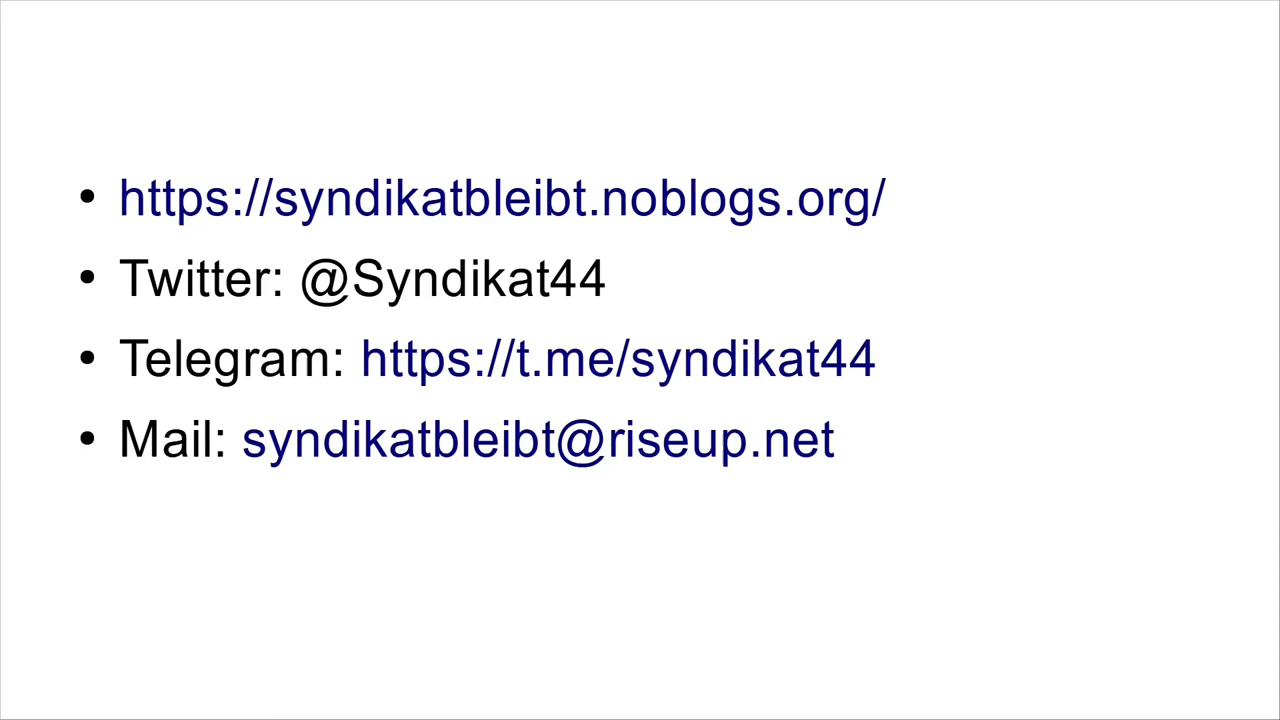 • https://syndikatbleibt.noblogs.org/
• Twitter: @Syndikat44
• Telegram: https://t.me/syndikat44
• Mail: syndikatbleibt@riseup.net